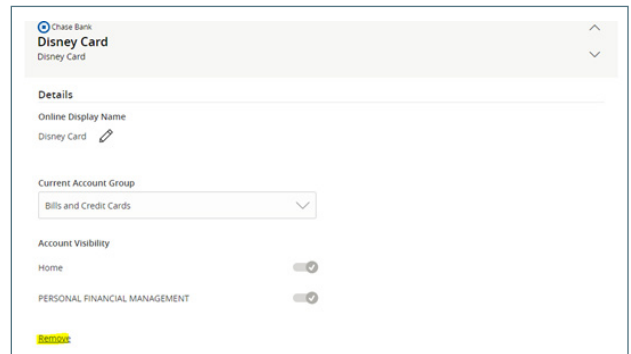 Chase Bank
Disney Card
Disney Card
Details
Online Display Name
Disney Card
Current Account Group
Bills and Credit Cards
Account Visibility
Home
PERSONAL FINANCIAL MANAGEMENT
Remove